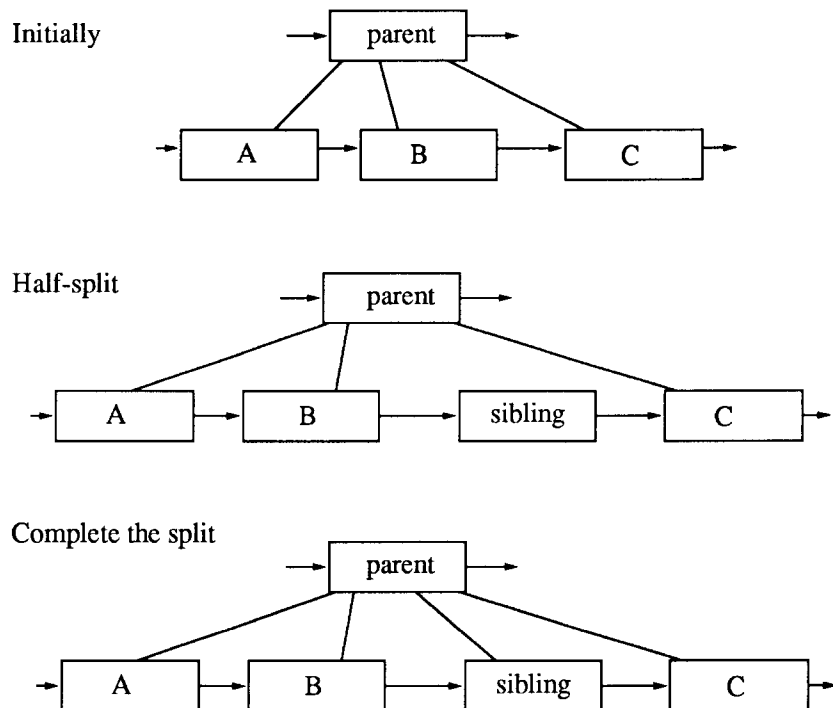 Initially
parent
A B C
Half-split
parent
A B sibling C
Complete the split
parent
A B sibling C